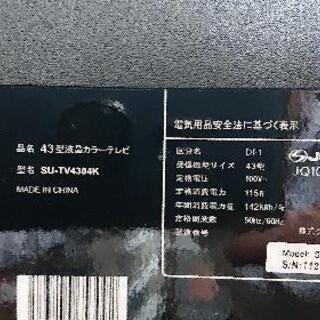 品名 43型液晶カラーテレビ
型名 SU-TV4304K
MADE IN CHINA
電気用品安全法に基づく表示
区分名 DF1
受信機型サイズ 43型
定格電圧 100V~
定格消費電力 115W
年間消費電力量 142kWh/年
定格周波数 50Hz/60Hz
JQ10
株式
Model: S
S/N:112